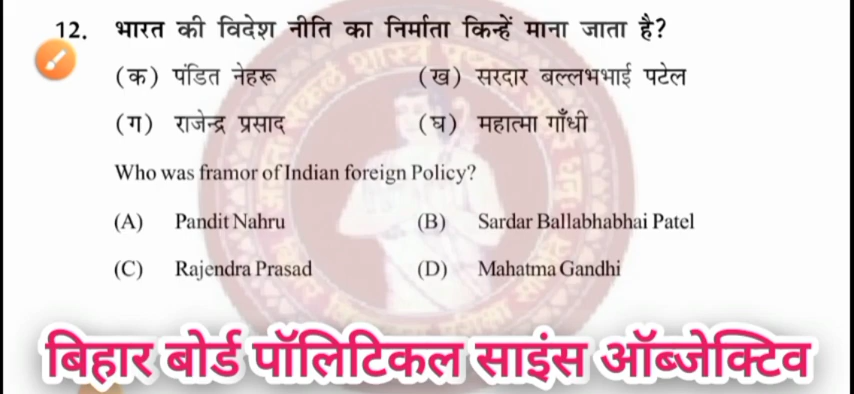 12. भारत की विदेश नीति का निर्माता किन्हें माना जाता है?
(क) पंडित नेहरू (ख) सरदार बल्लभभाई पटेल
(ग) राजेन्द्र प्रसाद (घ) महात्मा गाँधी
Who was framor of Indian foreign Policy?
(A) Pandit Nahru (B) Sardar Ballabhabhai Patel
(C) Rajendra Prasad (D) Mahatma Gandhi
बिहार बोर्ड पॉलिटिकल साइंस ऑब्जेक्टिव